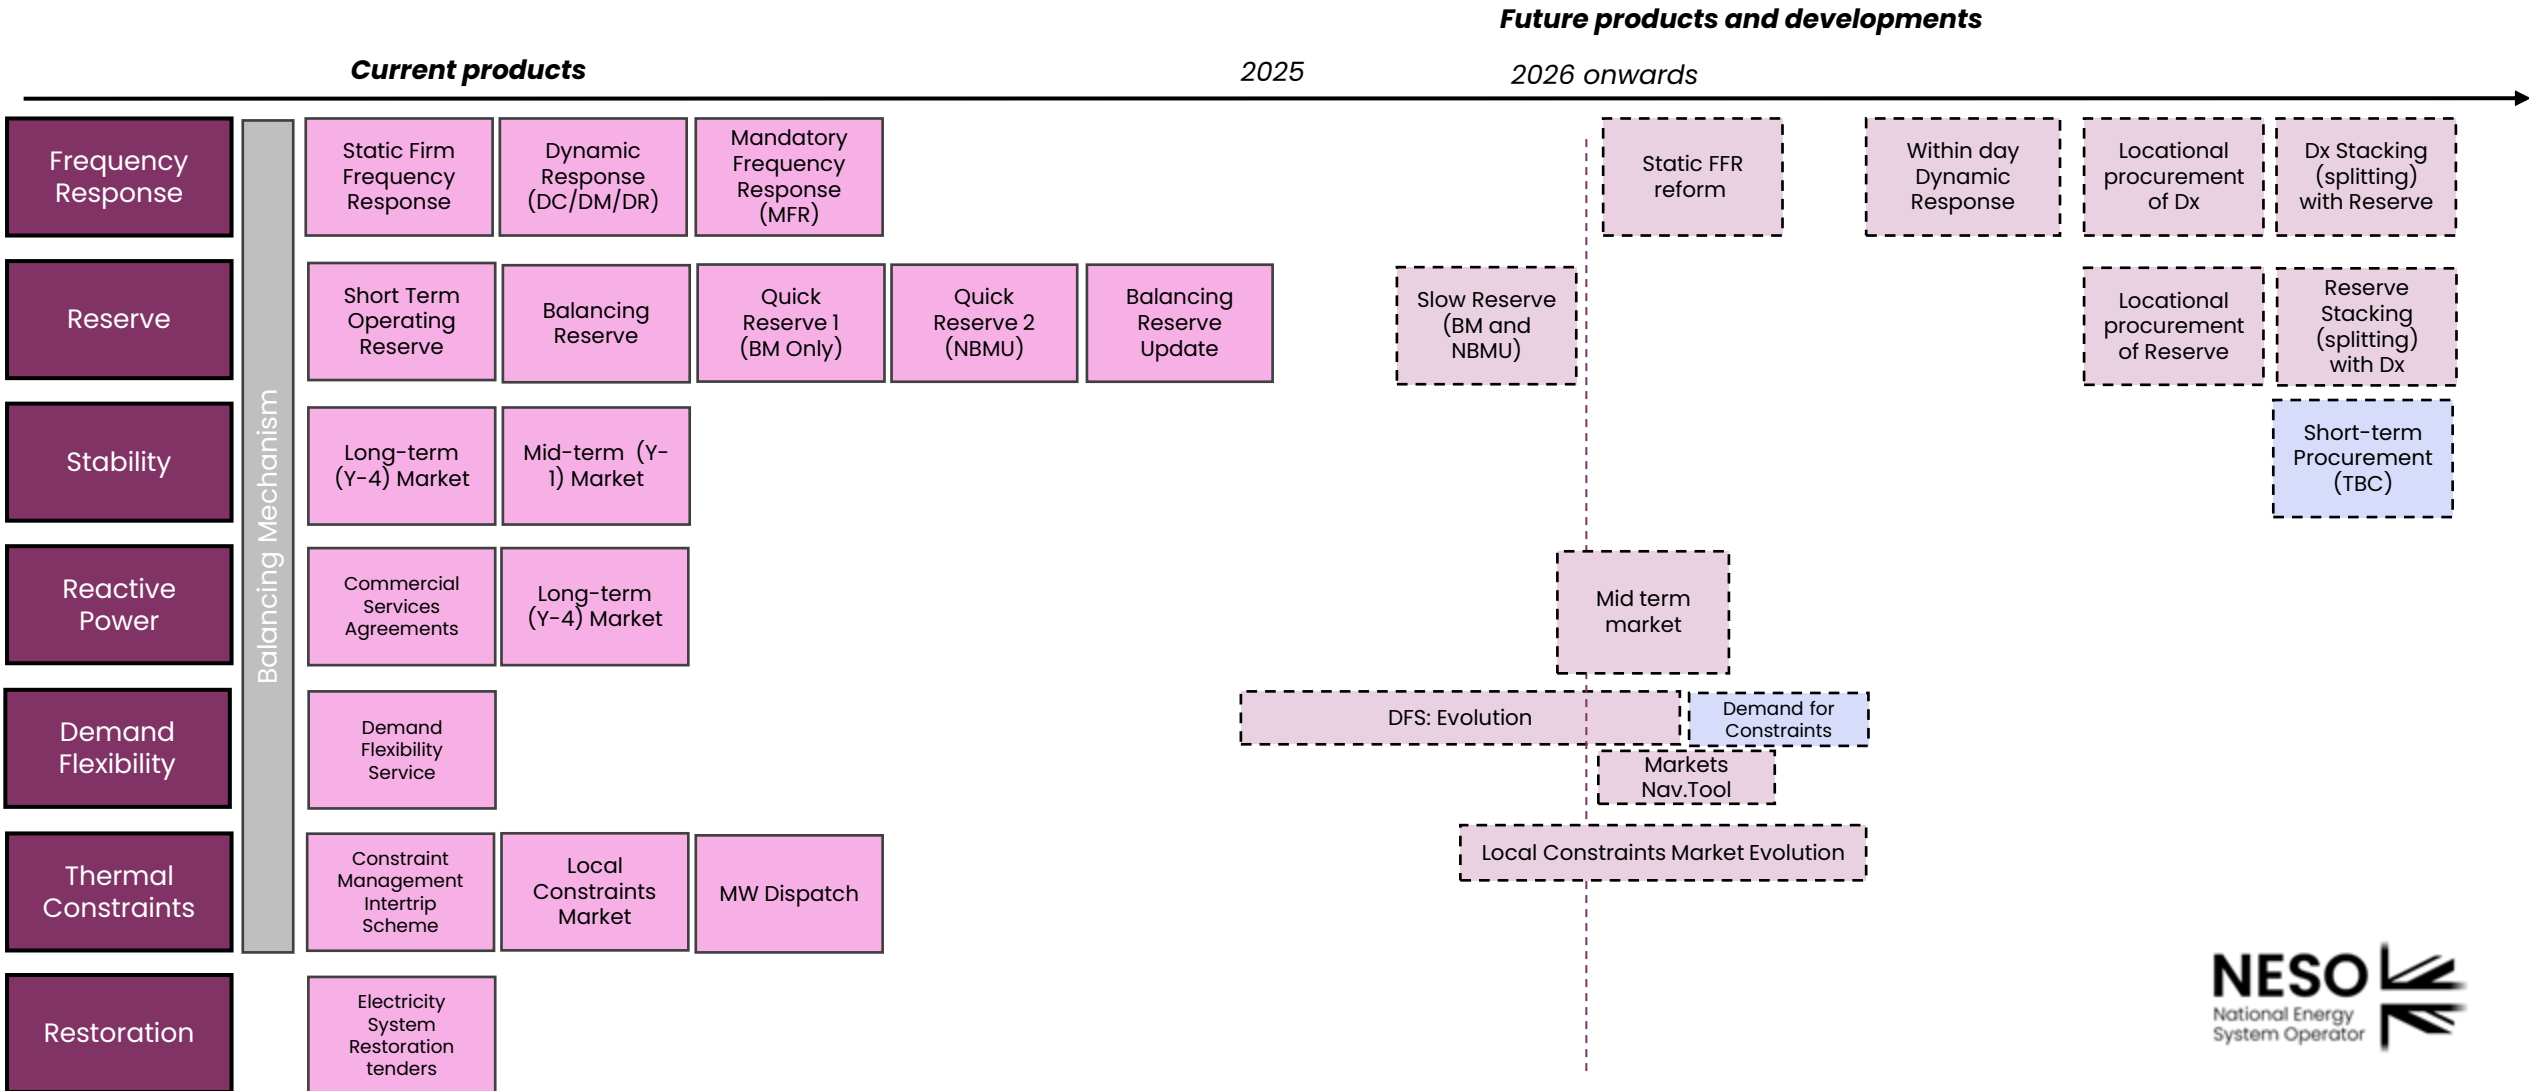 Future products and developments
Current products
2025
2026 onwards
Frequency
Response
Balancing Mechanism
Static Firm
Frequency
Response
Dynamic
Response
(DC/DM/DR)
Mandatory
Frequency
Response
(MFR)
Static FFR
reform
Within day
Dynamic
Response
Locational
procurement
of Dx
Dx Stacking
(splitting)
with Reserve
Reserve
Short Term
Operating
Reserve
Balancing
Reserve
Quick
Reserve 1
(BM Only)
Quick
Reserve 2
(NBMU)
Balancing
Reserve
Update
Slow Reserve
(BM and
NBMU)
Locational
procurement
of Reserve
Reserve
Stacking
(splitting)
with Dx
Stability
Long-term
(Y-4) Market
Mid-term (Y-
1) Market
Short-term
Procurement
(TBC)
Reactive
Power
Commercial
Services
Agreements
Long-term
(Y-4) Market
Mid term
market
Demand
Flexibility
Demand
Flexibility
Service
DFS: Evolution
Demand for
Constraints
Markets
Nav.Tool
Thermal
Constraints
Constraint
Management
Intertrip
Scheme
Local
Constraints
Market
MW Dispatch
Local Constraints Market Evolution
Restoration
Electricity
System
Restoration
tenders
NESO
National Energy
System Operator